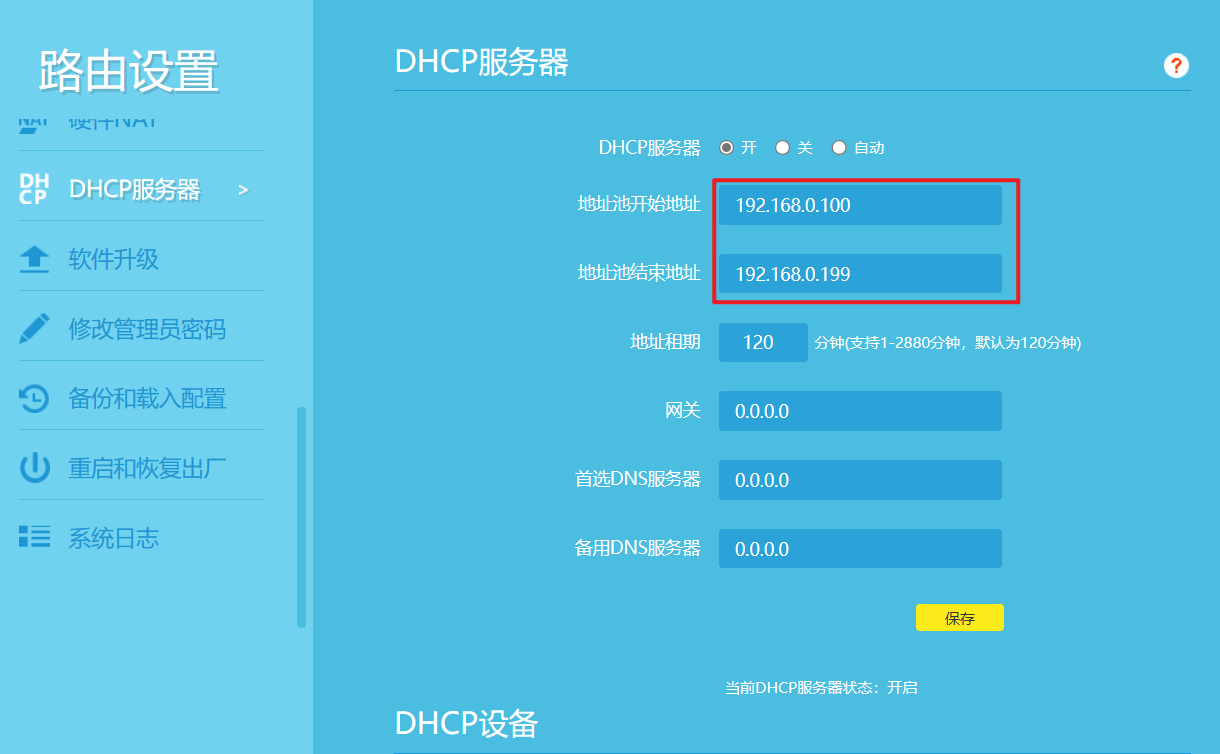 路由设置
硬件NAT
DHCP服务器 >
软件升级
修改管理员密码
备份和载入配置
重启和恢复出厂
系统日志
DHCP服务器
?
DHCP服务器 开 关 自动
地址池开始地址 192.168.0.100
地址池结束地址 192.168.0.199
地址租期 120 分钟(支持1-2880分钟，默认为120分钟)
网关 0.0.0.0
首选DNS服务器 0.0.0.0
备用DNS服务器 0.0.0.0
保存
当前DHCP服务器状态：开启
DHCP设备